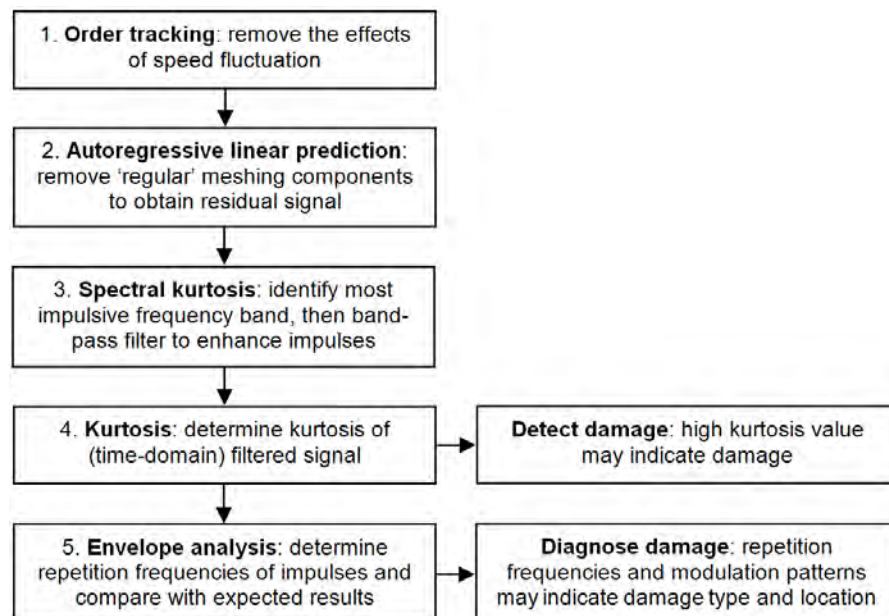 1. Order tracking: remove the effects
of speed fluctuation
2. Autoregressive linear prediction:
remove ‘regular’ meshing components
to obtain residual signal
3. Spectral kurtosis: identify most
impulsive frequency band, then band-
pass filter to enhance impulses
4. Kurtosis: determine kurtosis of
(time-domain) filtered signal
Detect damage: high kurtosis value
may indicate damage
5. Envelope analysis: determine
repetition frequencies of impulses and
compare with expected results
Diagnose damage: repetition
frequencies and modulation patterns
may indicate damage type and location